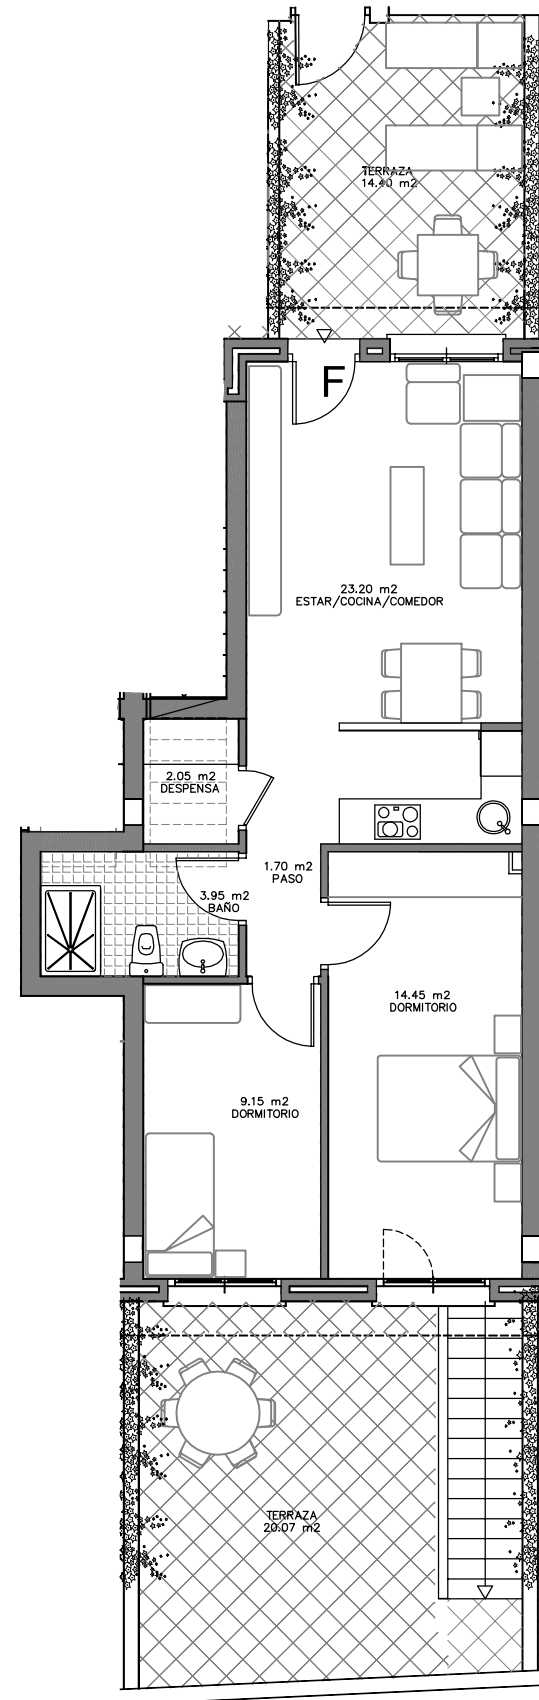 TERRAZA
14.40 m2
F
23.20 m2
ESTAR/COCINA/COMEDOR
2.05 m2
DESPENSA
1.70 m2
PASO
3.95 m2
BAÑO
14.45 m2
DORMITORIO
9.15 m2
DORMITORIO
TERRAZA
20.07 m2